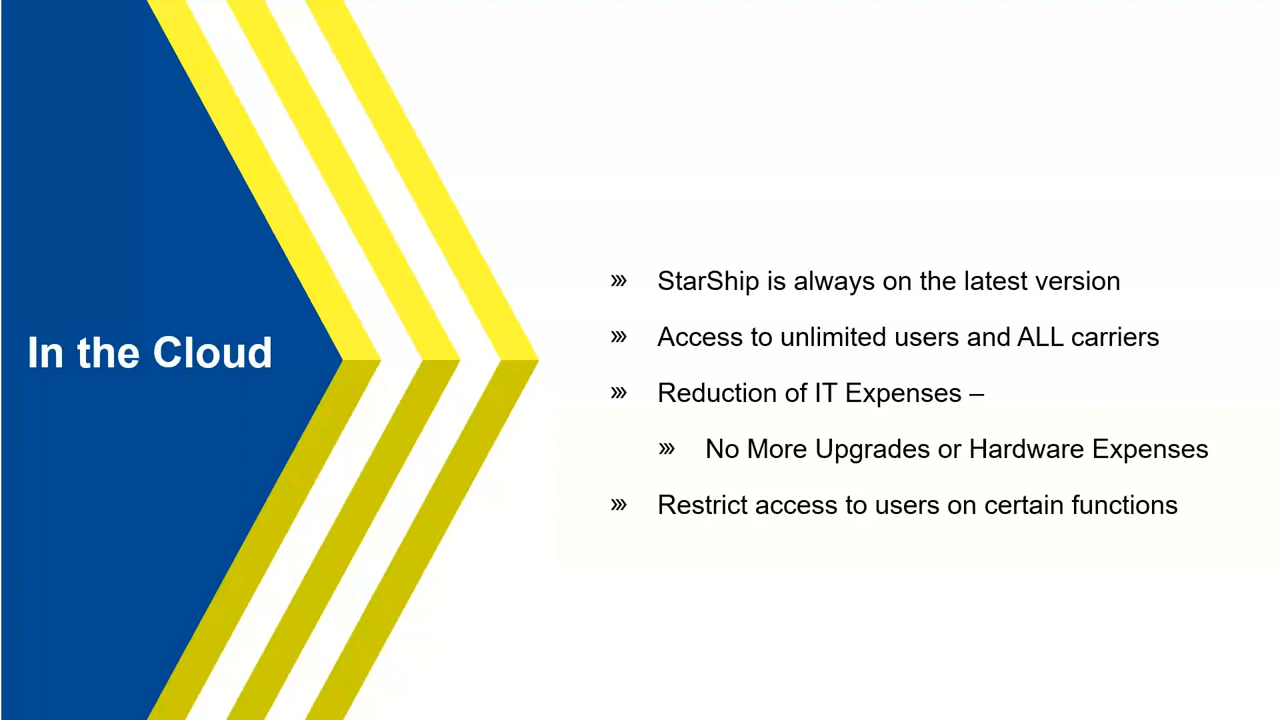 In the Cloud
»» StarShip is always on the latest version
»» Access to unlimited users and ALL carriers
»» Reduction of IT Expenses –
»» No More Upgrades or Hardware Expenses
»» Restrict access to users on certain functions